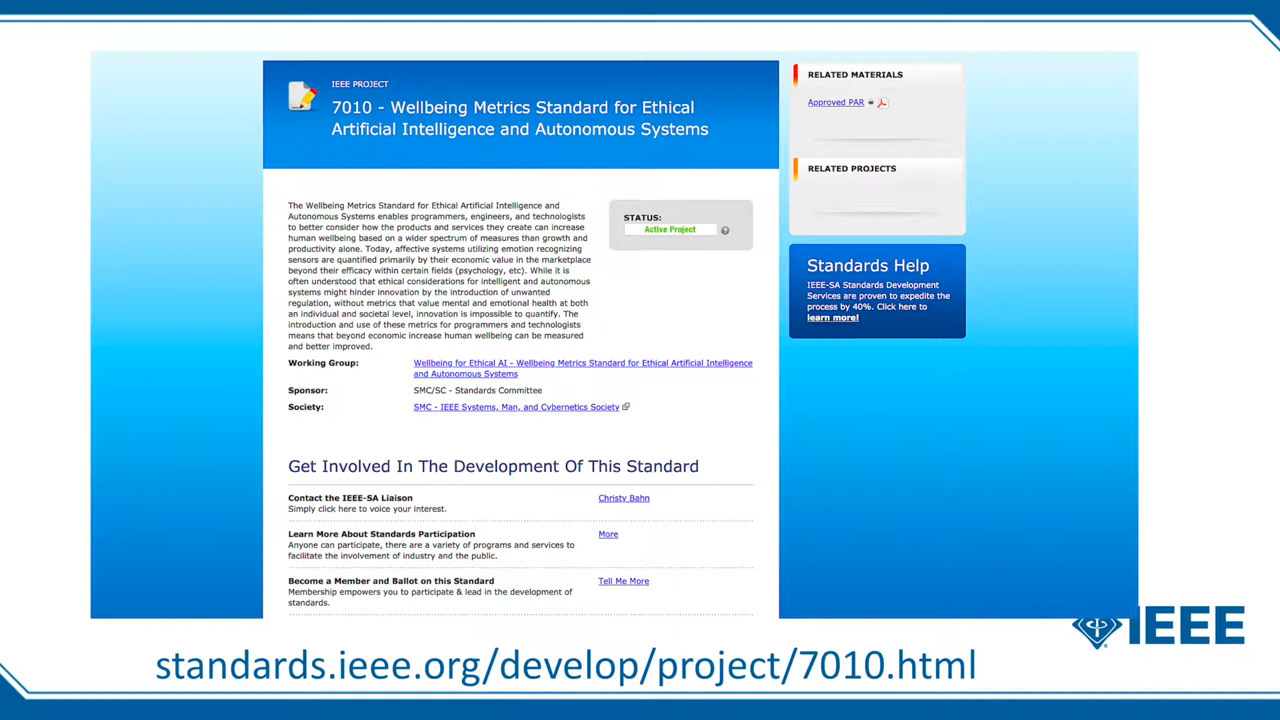 IEEE PROJECT
7010 - Wellbeing Metrics Standard for Ethical
Artificial Intelligence and Autonomous Systems
The Wellbeing Metrics Standard for Ethical Artificial Intelligence and
Autonomous Systems enables programmers, engineers, and technologists
to better consider how the products and services they create can increase
human wellbeing based on a wider spectrum of measures than growth and
productivity alone. Today, affective systems utilizing emotion recognizing
sensors are quantified primarily by their economic value in the marketplace
beyond their efficacy within certain fields (psychology, etc). While it is
often understood that ethical considerations for intelligent and autonomous
systems might hinder innovation by the introduction of unwanted
regulation, without metrics that value mental and emotional health at both
an individual and societal level, innovation is impossible to quantify. The
introduction and use of these metrics for programmers and technologists
means that beyond economic increase human wellbeing can be measured
and better improved.
STATUS:
Active Project
Working Group:
Wellbeing for Ethical AI - Wellbeing Metrics Standard for Ethical Artificial Intelligence
and Autonomous Systems
Sponsor:
SMC/SC - Standards Committee
Society:
SMC - IEEE Systems, Man, and Cybernetics Society
Get Involved In The Development Of This Standard
Contact the IEEE-SA Liaison
Simply click here to voice your interest.
Christy Bahn
Learn More About Standards Participation
Anyone can participate, there are a variety of programs and services to
facilitate the involvement of industry and the public.
More
Become a Member and Ballot on this Standard
Membership empowers you to participate & lead in the development of
standards.
Tell Me More
RELATED MATERIALS
Approved PAR
RELATED PROJECTS
Standards Help
IEEE-SA Standards Development
Services are proven to expedite the
process by 40%. Click here to
learn more!
IEEE
standards.ieee.org/develop/project/7010.html